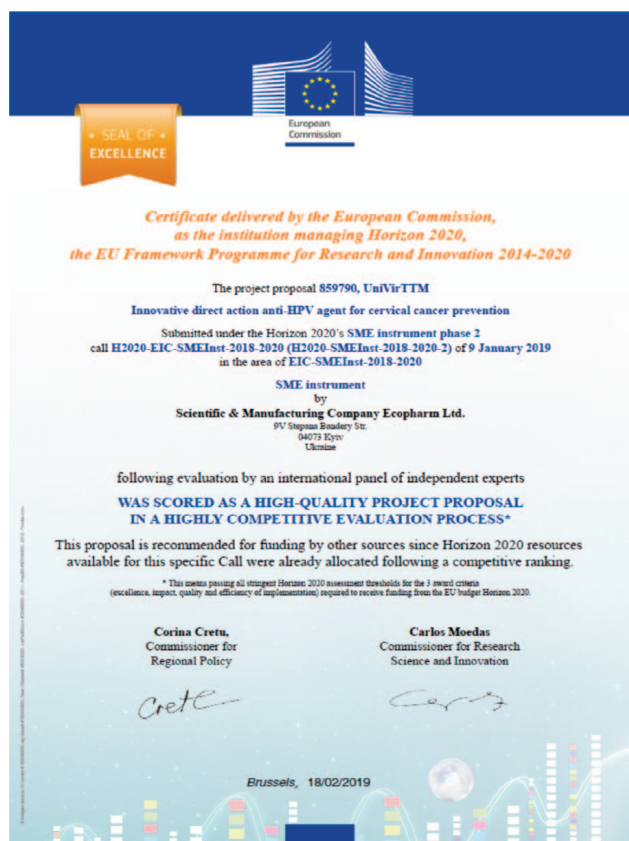 European
Commission
• SEAL OF •
EXCELLENCE
Certificate delivered by the European Commission,
as the institution managing Horizon 2020,
the EU Framework Programme for Research and Innovation 2014-2020
The project proposal 859790, UniVirTTM
Innovative direct action anti-HPV agent for cervical cancer prevention
Submitted under the Horizon 2020's SME instrument phase 2
call H2020-EIC-SMEInst-2018-2020 (H2020-SMEInst-2018-2020-2) of 9 January 2019
in the area of EIC-SMEInst-2018-2020
SME instrument
by
Scientific & Manufacturing Company Ecopharm Ltd.
9V Stepana Bandery Str.
04073 Kyiv
Ukraine
following evaluation by an international panel of independent experts
WAS SCORED AS A HIGH-QUALITY PROJECT PROPOSAL
IN A HIGHLY COMPETITIVE EVALUATION PROCESS*
This proposal is recommended for funding by other sources since Horizon 2020 resources
available for this specific Call were already allocated following a competitive ranking.
* This means passing all stringent Horizon 2020 assessment thresholds for the 3 award criteria
(excellence, impact, quality and efficiency of implementation) required to receive funding from the EU budget Horizon 2020.
Corina Cretu,
Commissioner for
Regional Policy
Carlos Moedas
Commissioner for Research
Science and Innovation
Brussels, 18/02/2019